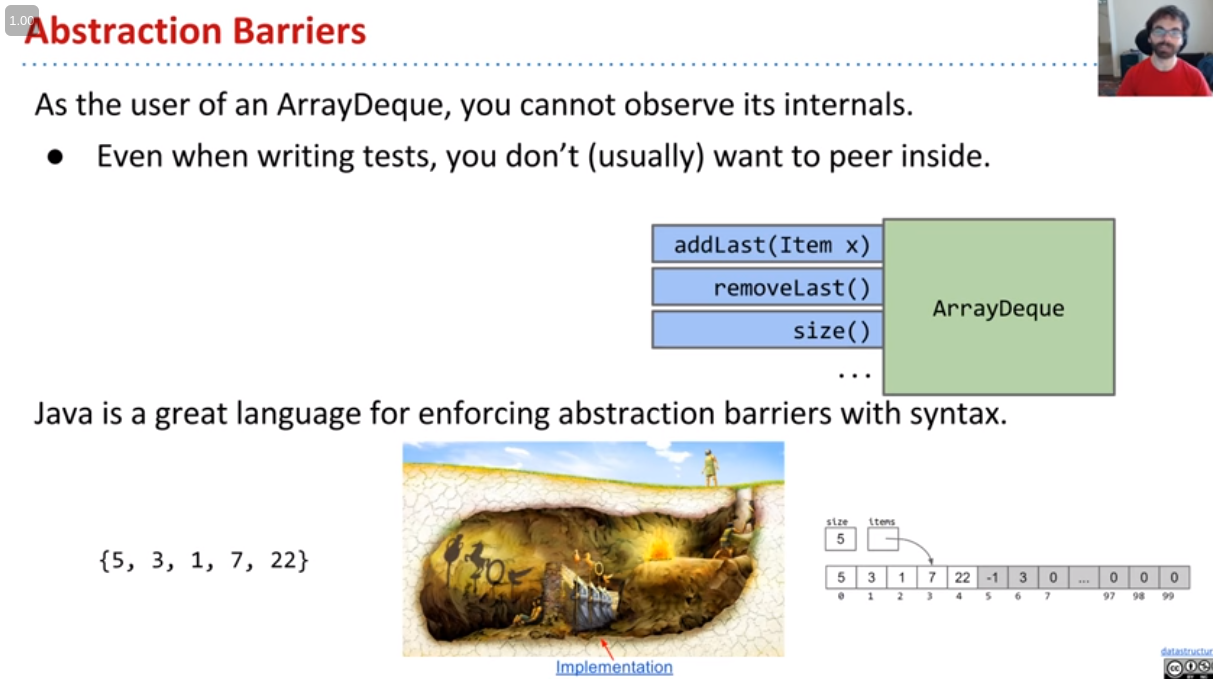 1.00
Abstraction Barriers
As the user of an ArrayDeque, you cannot observe its internals.
● Even when writing tests, you don’t (usually) want to peer inside.
addLast(Item x)
removeLast()
size()
...
ArrayDeque
Java is a great language for enforcing abstraction barriers with syntax.
{5, 3, 1, 7, 22}
Implementation
size items
5
5 3 1 7 22 -1 3 0 ... 0 0 0
0 1 2 3 4 5 6 7 97 98 99
datastructur
cc